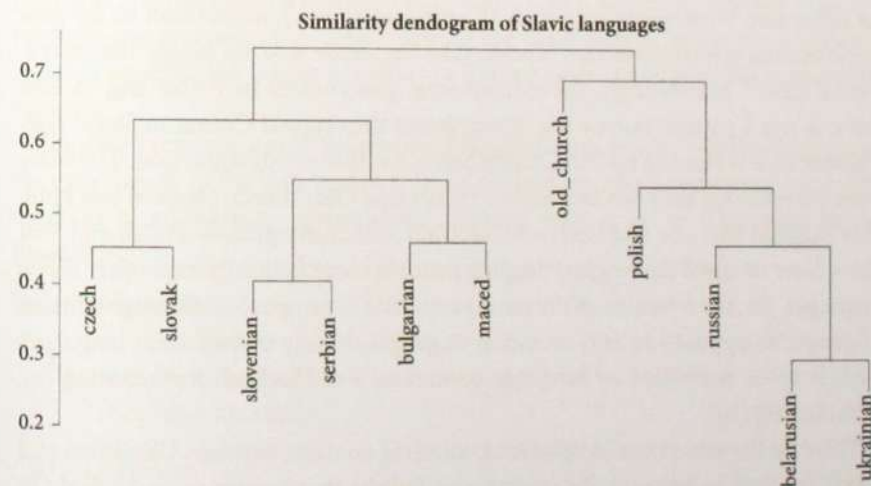 Similarity dendogram of Slavic languages
0.7
0.6
0.5
0.4
0.3
0.2
czech
slovak
slovenian
serbian
bulgarian
maced
old_church
polish
russian
belarusian
ukrainian